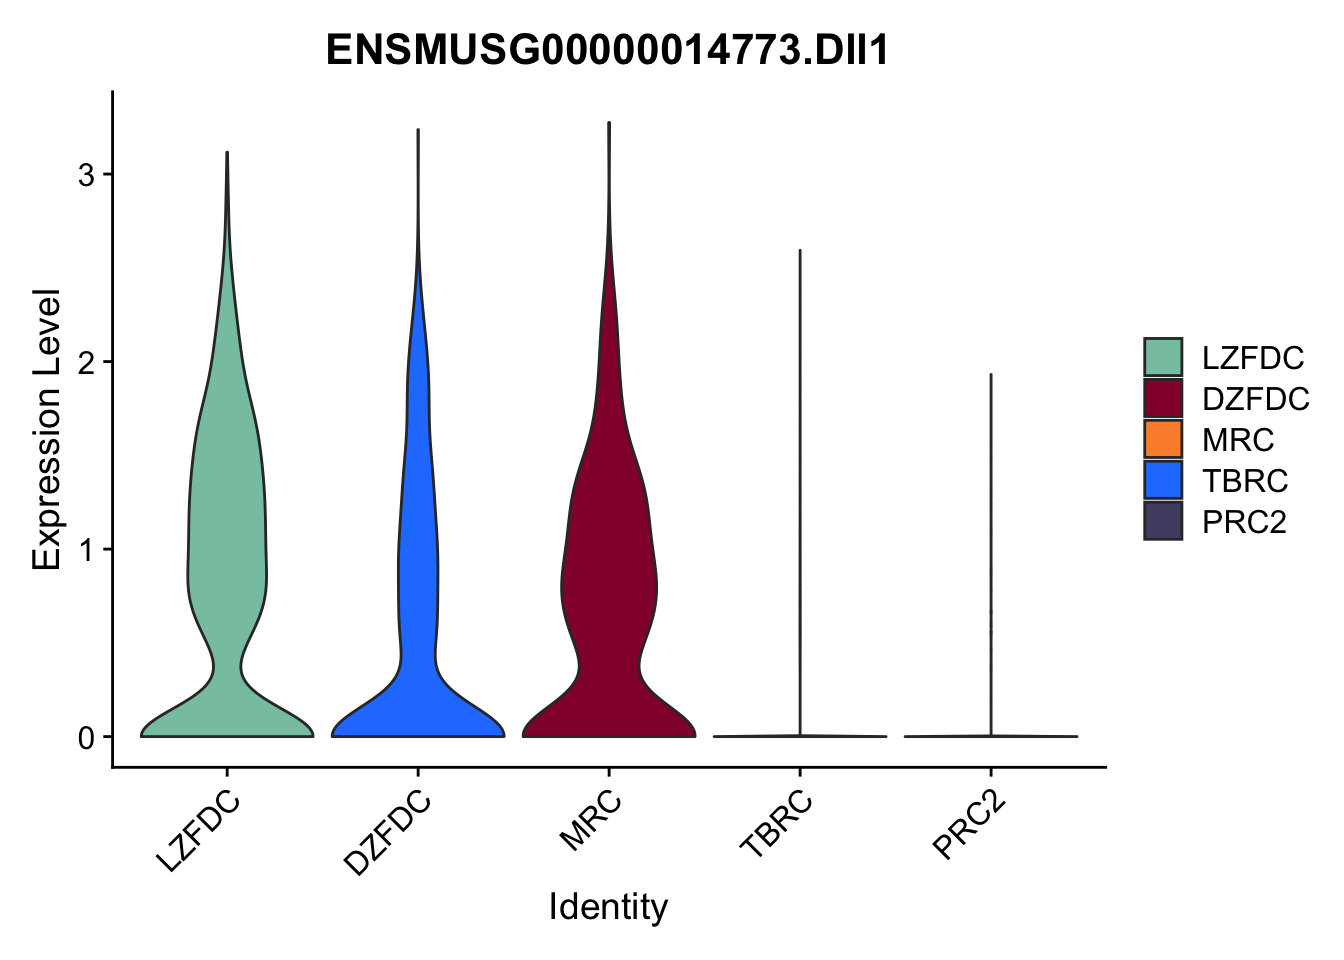 ENSMUSG00000014773.Dll1
Expression Level
3
2
1
0
LZFDC
DZFDC
MRC
TBRC
PRC2
Identity
LZFDC
DZFDC
MRC
TBRC
PRC2